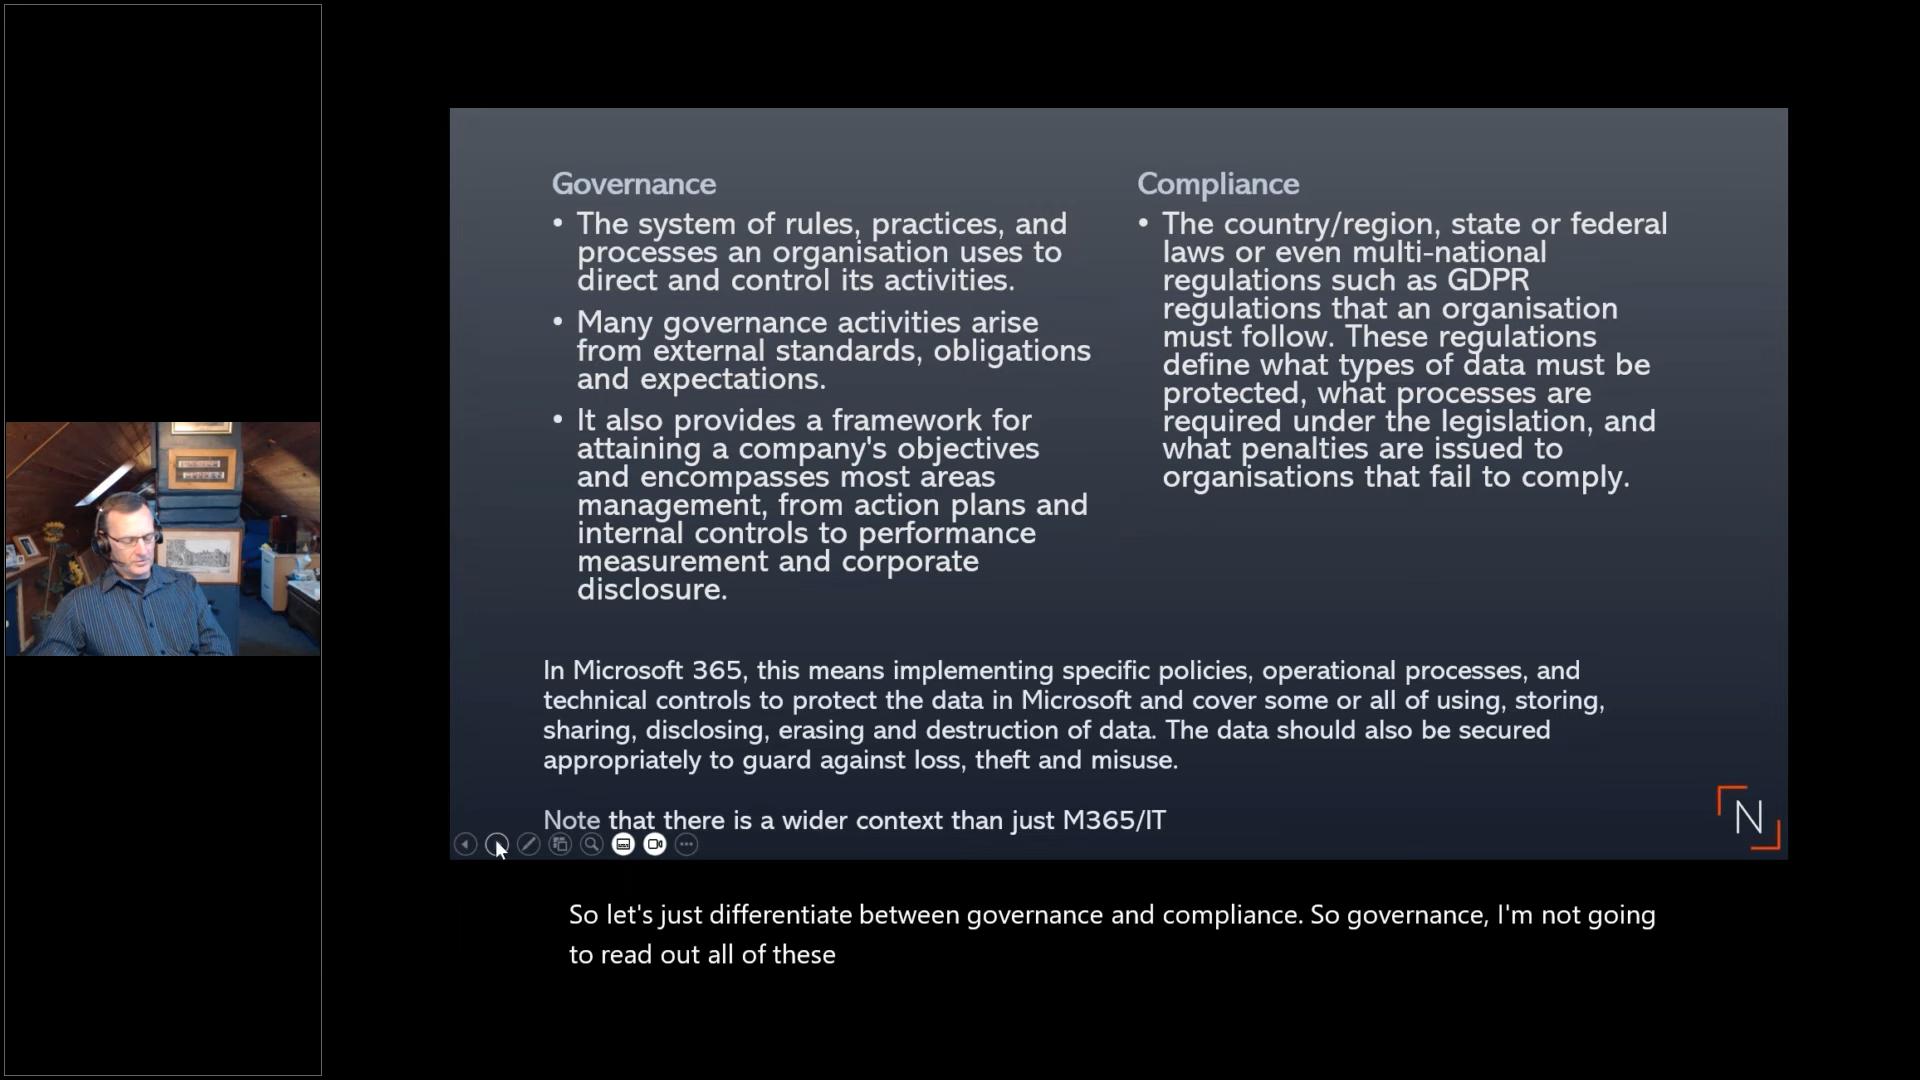 Governance
• The system of rules, practices, and
processes an organisation uses to
direct and control its activities.
• Many governance activities arise
from external standards, obligations
and expectations.
• It also provides a framework for
attaining a company's objectives
and encompasses most areas
management, from action plans and
internal controls to performance
measurement and corporate
disclosure.
Compliance
• The country/region, state or federal
laws or even multi-national
regulations such as GDPR
regulations that an organisation
must follow. These regulations
define what types of data must be
protected, what processes are
required under the legislation, and
what penalties are issued to
organisations that fail to comply.
In Microsoft 365, this means implementing specific policies, operational processes, and
technical controls to protect the data in Microsoft and cover some or all of using, storing,
sharing, disclosing, erasing and destruction of data. The data should also be secured
appropriately to guard against loss, theft and misuse.
Note that there is a wider context than just M365/IT
N
So let's just differentiate between governance and compliance. So governance, I'm not going
to read out all of these